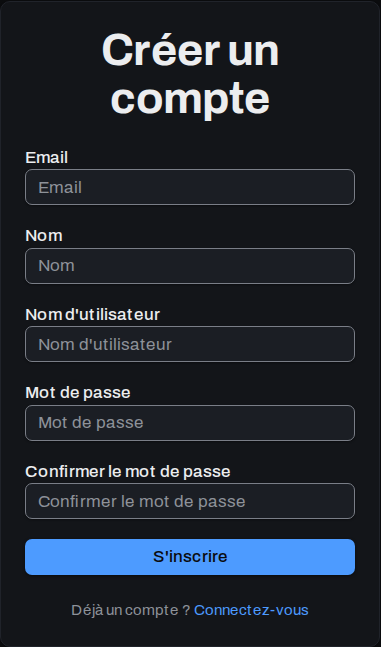 Créer un
compte
Email
Email
Nom
Nom
Nom d'utilisateur
Nom d'utilisateur
Mot de passe
Mot de passe
Confirmer le mot de passe
Confirmer le mot de passe
S'inscrire
Déjà un compte ? Connectez-vous